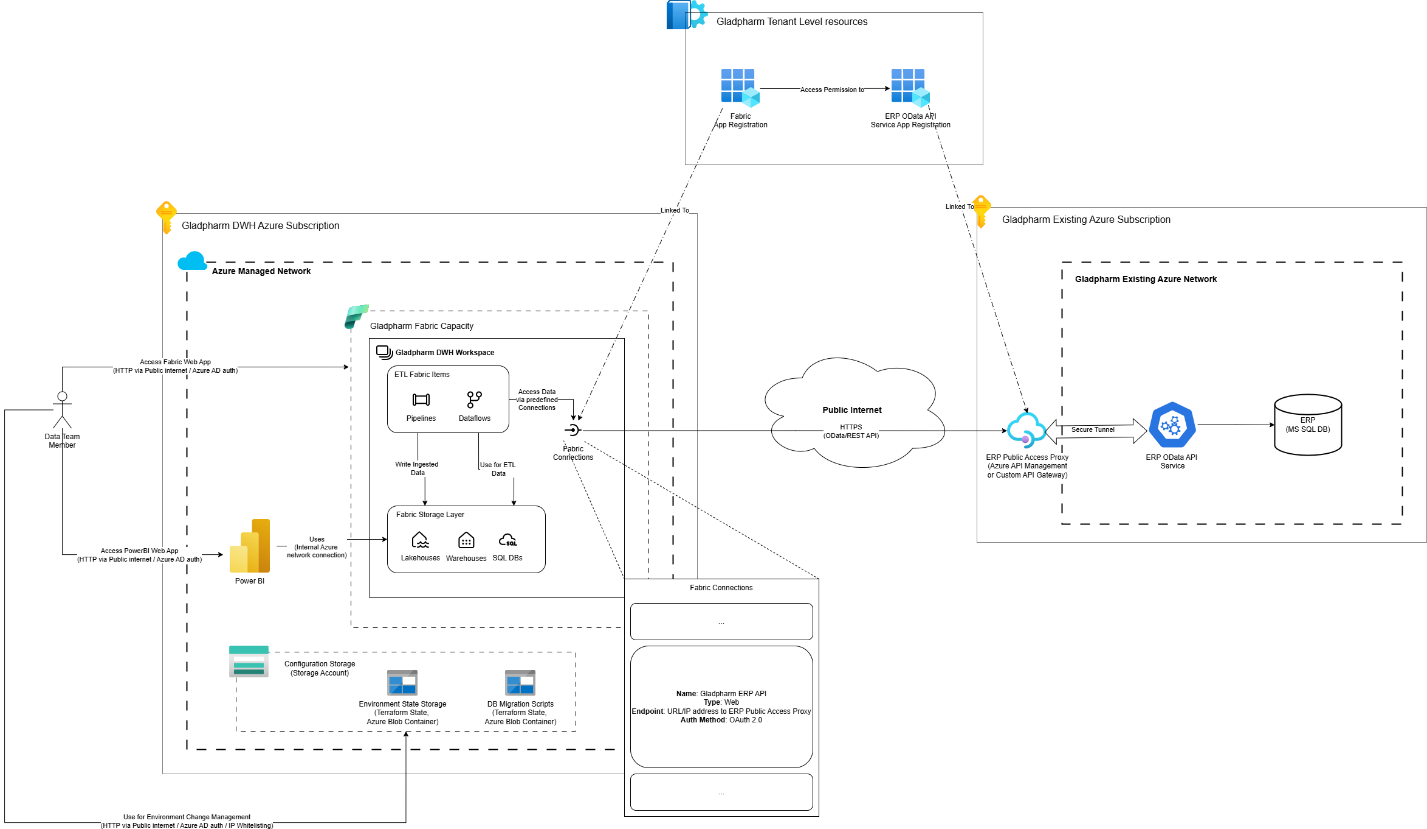 Gladpharm Tenant Level resources
Fabric
App Registration
Access Permission to
ERP OData API
Service App Registration
Linked To
Linked To
Gladpharm DWH Azure Subscription
Azure Managed Network
Gladpharm Fabric Capacity
Gladpharm DWH Workspace
ETL Fabric Items
Pipelines
Dataflows
Access Data
via predefined
Connections
Fabric
Connections
Write Ingested
Data
Use for ETL
Data
Fabric Storage Layer
Lakehouses
Warehouses
SQL
SQL DBs
Access Fabric Web App
(HTTP via Public internet / Azure AD auth)
Data Team
Member
Access PowerBI Web App
(HTTP via Public internet / Azure AD auth)
Power BI
Uses
(Internal Azure
network connection)
Configuration Storage
(Storage Account)
Environment State Storage
(Terraform State,
Azure Blob Container)
DB Migration Scripts
(Terraform State,
Azure Blob Container)
Use for Environment Change Management
(HTTP via Public internet / Azure AD auth / IP Whitelisting)
Fabric Connections
...
Name: Gladpharm ERP API
Type: Web
Endpoint: URL/IP address to ERP Public Access Proxy
Auth Method: OAuth 2.0
...
Public Internet
HTTPS
(OData/REST API)
Gladpharm Existing Azure Subscription
Gladpharm Existing Azure Network
ERP Public Access Proxy
(Azure API Management
or Custom API Gateway)
Secure Tunnel
ERP OData API
Service
ERP
(MS SQL DB)